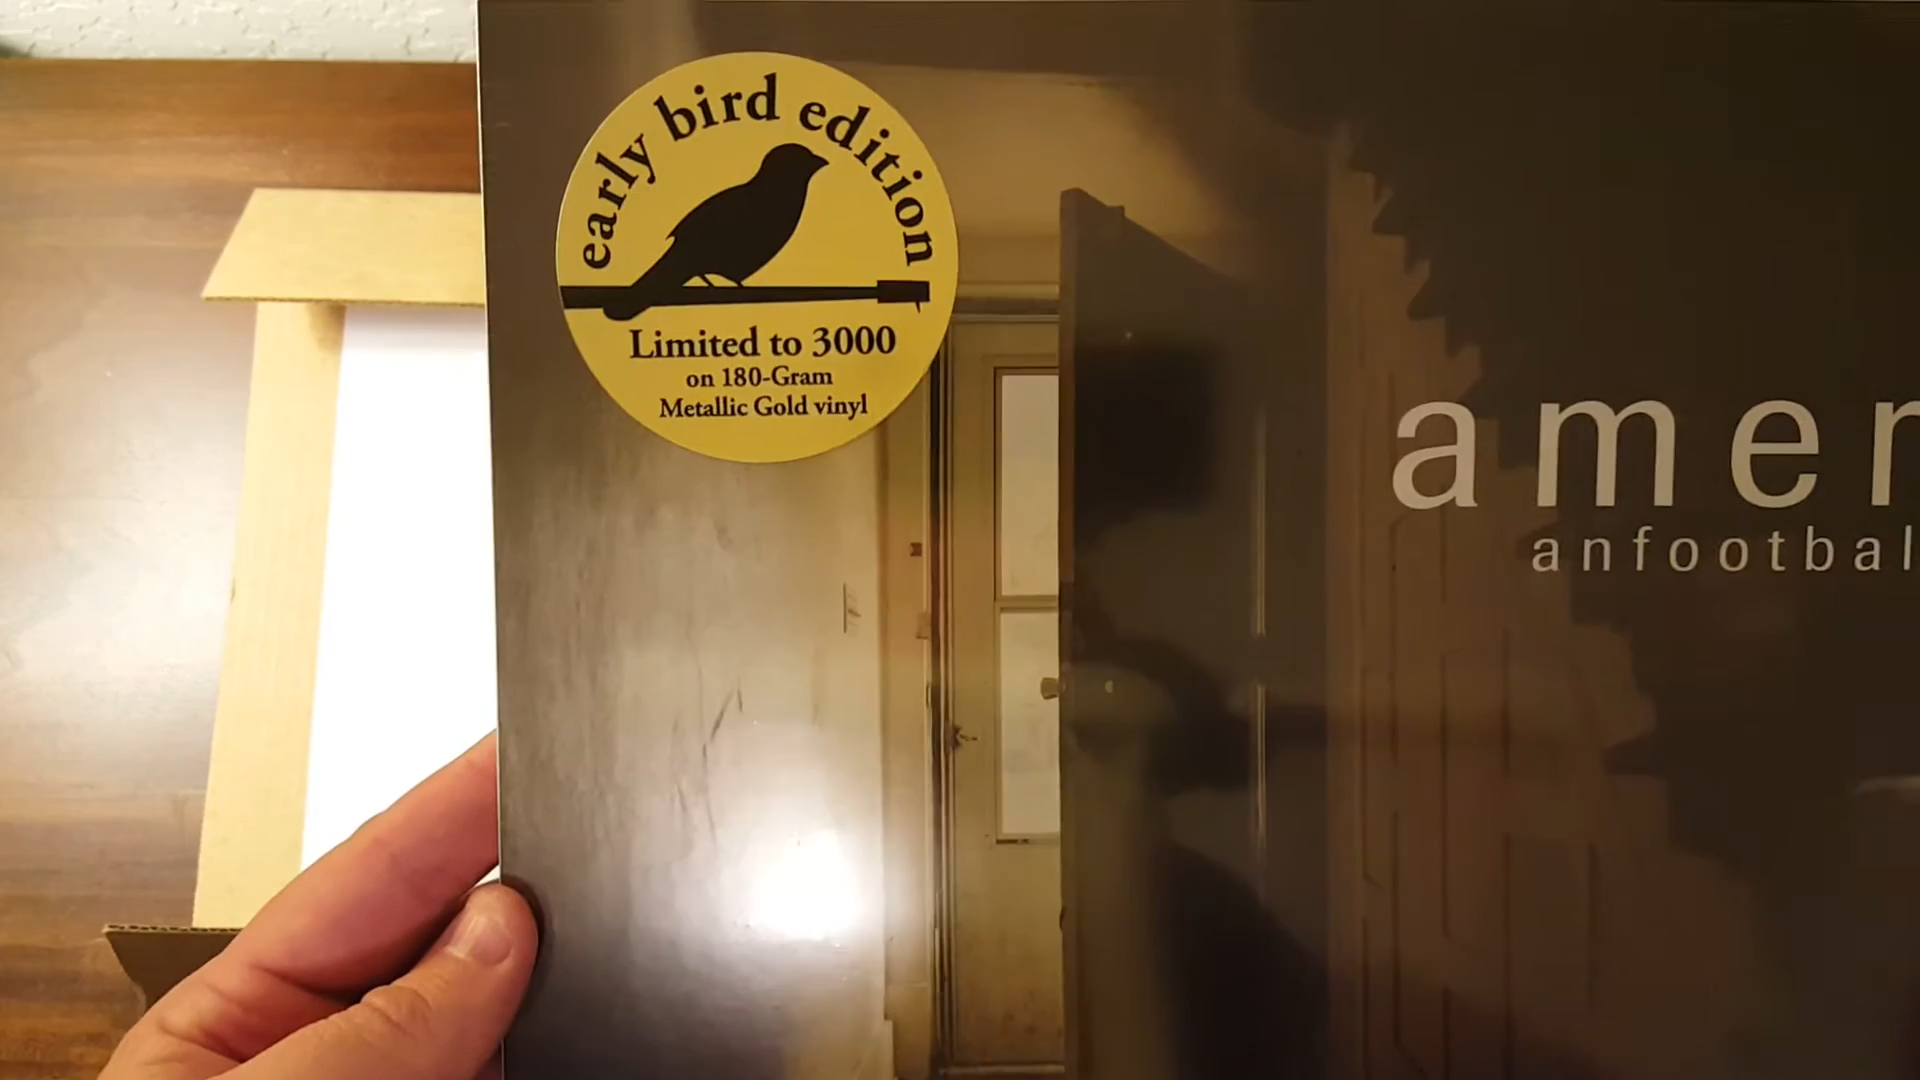 early bird edition
Limited to 3000
on 180-Gram
Metallic Gold vinyl
amer
anfootbal